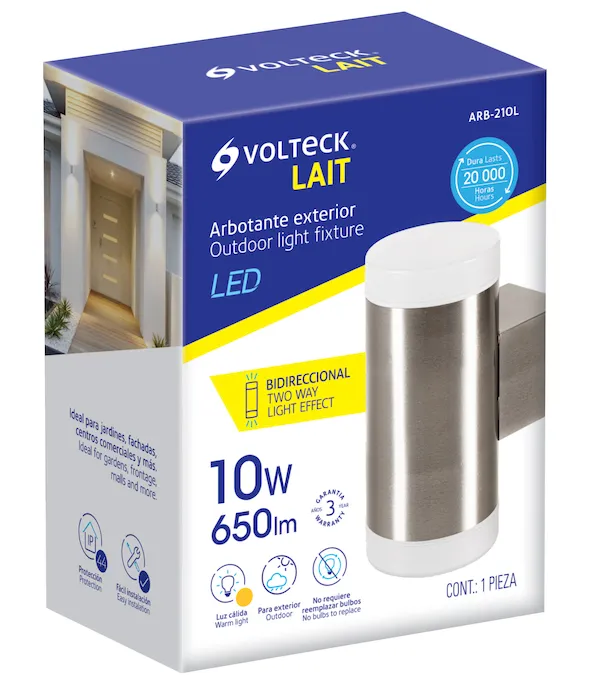 VOLTECK®
LAIT
ARB-210L
VOLTECK®
LAIT
Dura Lasts
20 000
Horas
Hours
Arbotante exterior
Outdoor light fixture
LED
BIDIRECCIONAL
TWO WAY
LIGHT EFFECT
10W
650lm
GARANTIA
AÑOS 3 YEAR
WARRANTY
Luz cálida
Warm light
Para exterior
Outdoor
No requiere
reemplazar bulbos
No bulbs to replace
CONT.: 1 PIEZA
Ideal para jardines, fachadas,
centros comerciales y más.
Ideal for gardens, frontage,
malls and more.
IP
44
Protección
Protection
Fácil instalación
Easy installation